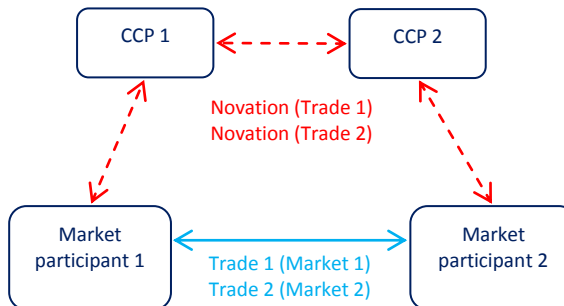 CCP 1
CCP 2
Novation (Trade 1)
Novation (Trade 2)
Market
participant 1
Market
participant 2
Trade 1 (Market 1)
Trade 2 (Market 2)